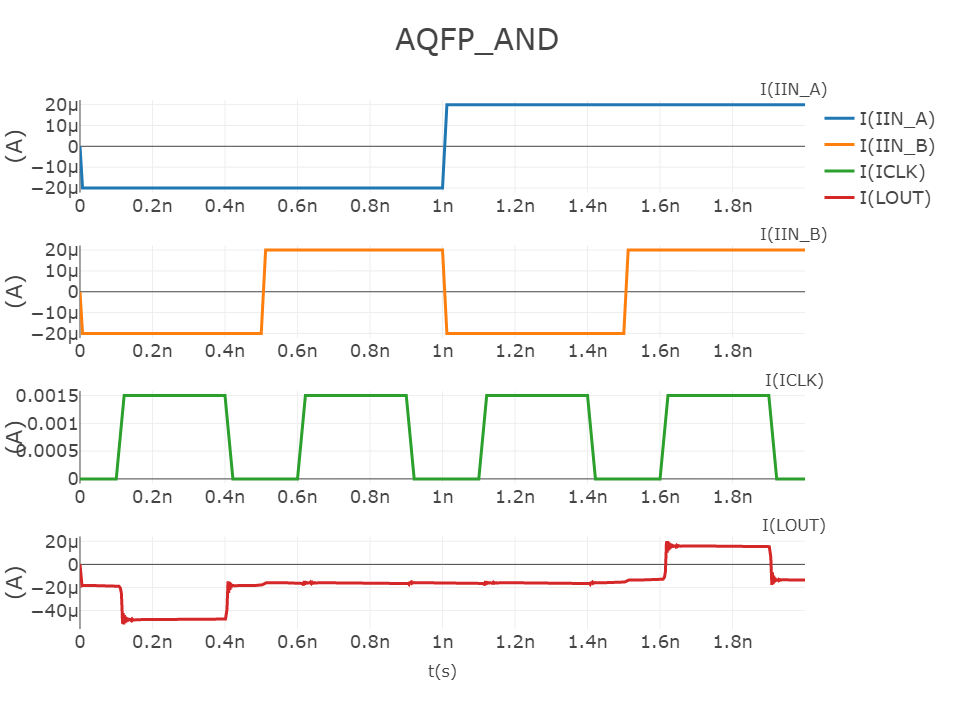 AQFP_AND
I(IIN_A)
20μ
10μ
0
−10μ
−20μ
(A)
0 0.2n 0.4n 0.6n 0.8n 1n 1.2n 1.4n 1.6n 1.8n
I(IIN_A)
I(IIN_B)
I(ICLK)
I(LOUT)
I(IIN_B)
20μ
10μ
0
−10μ
−20μ
(A)
0 0.2n 0.4n 0.6n 0.8n 1n 1.2n 1.4n 1.6n 1.8n
I(ICLK)
0.0015
0.001
0.0005
0
(A)
0 0.2n 0.4n 0.6n 0.8n 1n 1.2n 1.4n 1.6n 1.8n
I(LOUT)
20μ
0
−20μ
−40μ
(A)
0 0.2n 0.4n 0.6n 0.8n 1n 1.2n 1.4n 1.6n 1.8n
t(s)